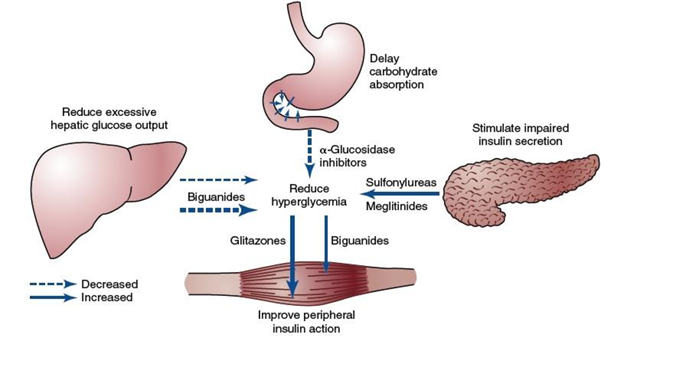 Delay
carbohydrate
absorption
Reduce excessive
hepatic glucose output
Stimulate impaired
insulin secretion
α-Glucosidase
inhibitors
Biguanides
Reduce
hyperglycemia
Sulfonylureas
Meglitinides
Glitazones
Biguanides
Decreased
Increased
Improve peripheral
insulin action